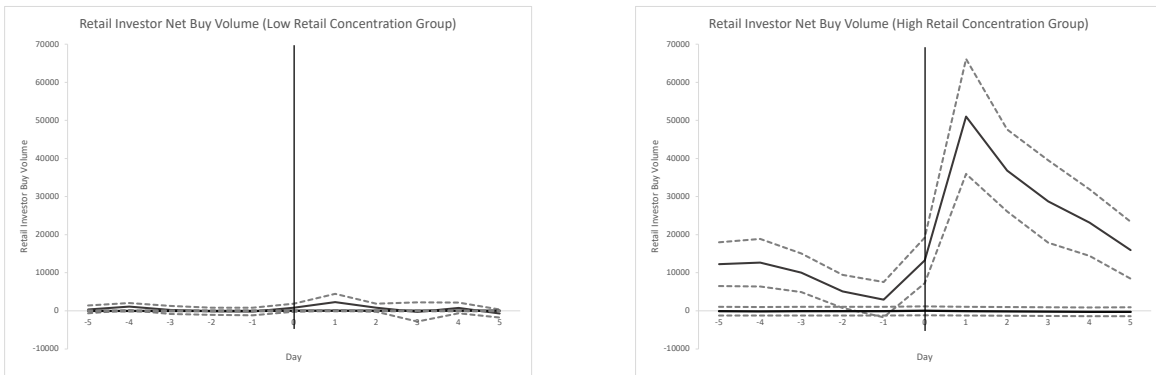 Retail Investor Net Buy Volume (Low Retail Concentration Group)
70000
60000
50000
40000
30000
20000
10000
0
-10000
Retail Investor Buy Volume
-5 -4 -3 -2 -1 0 1 2 3 4 5
Day
Retail Investor Net Buy Volume (High Retail Concentration Group)
70000
60000
50000
40000
30000
20000
10000
0
-10000
Retail Investor Buy Volume
-5 -4 -3 -2 -1 0 1 2 3 4 5
Day